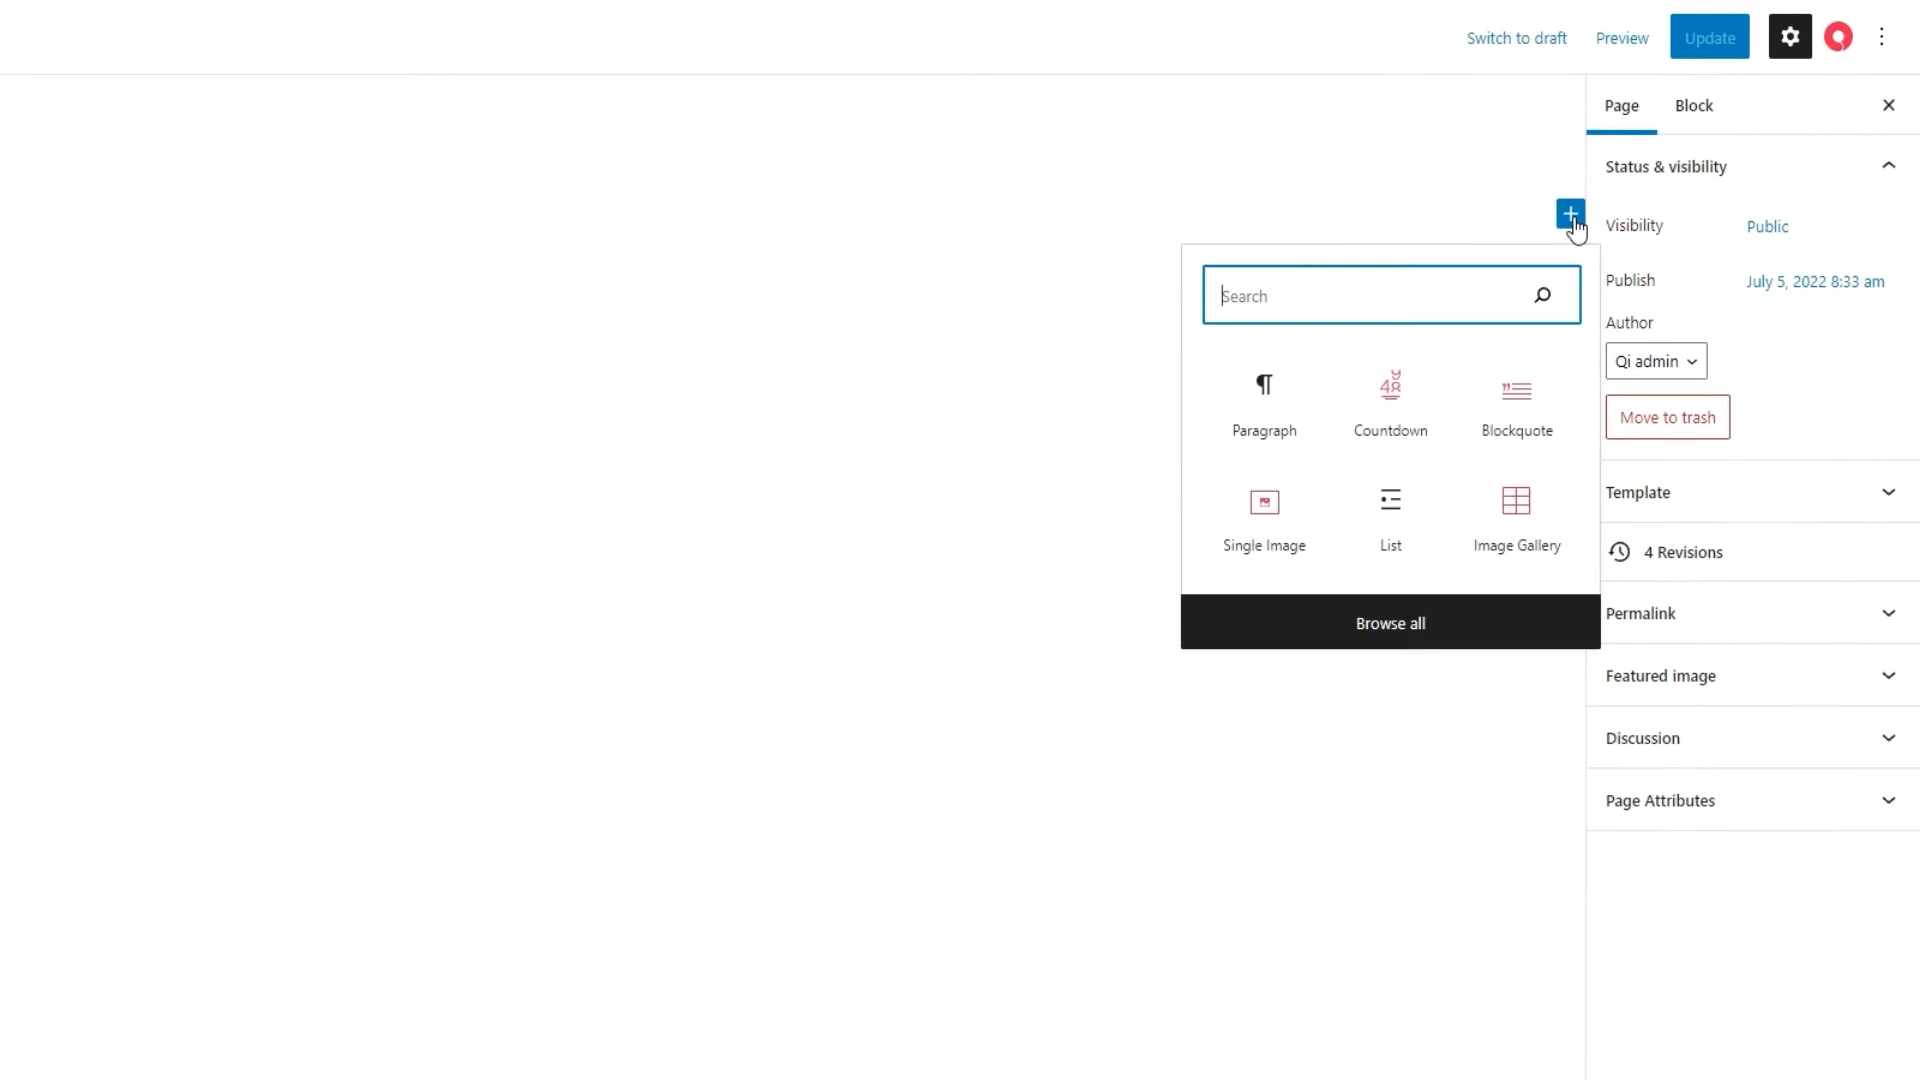 Switch to draft Preview Update
Page Block
Status & visibility
Visibility Public
Publish July 5, 2022 8:33 am
Author
Qi admin
Move to trash
Template
4 Revisions
Permalink
Featured image
Discussion
Page Attributes
Search
Paragraph Countdown Blockquote
Single Image List Image Gallery
Browse all